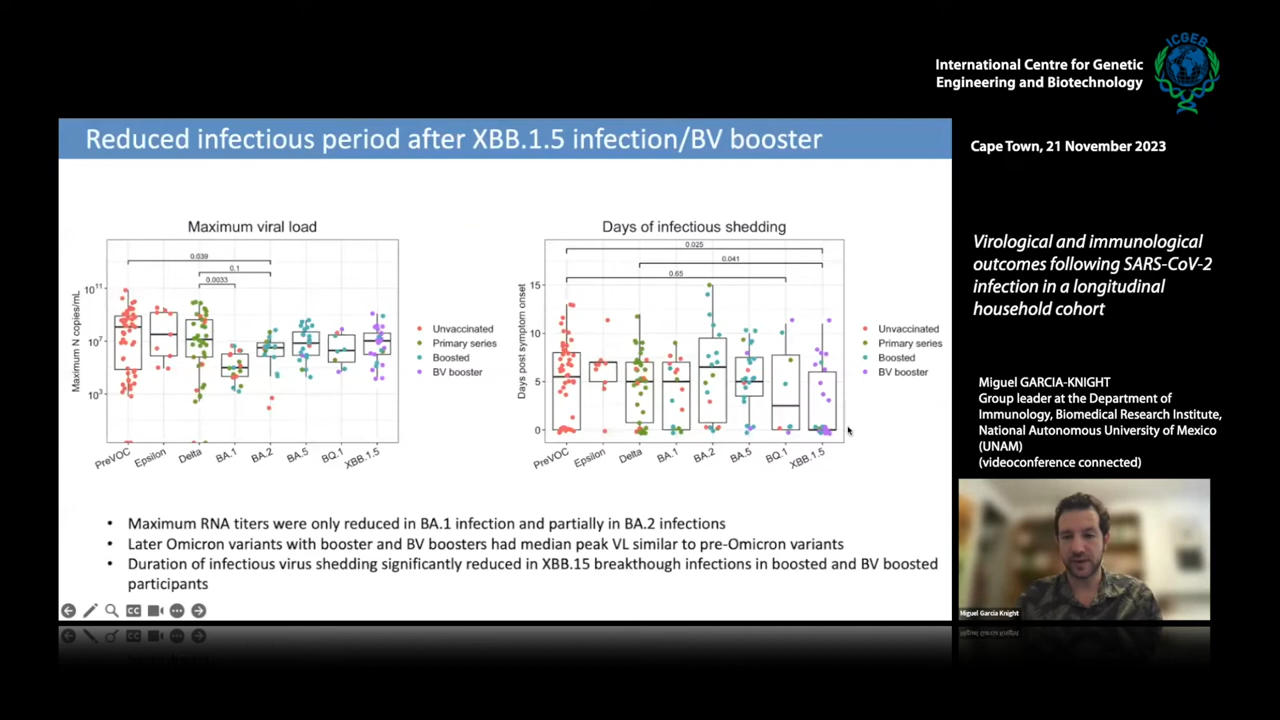 ICGEB
International Centre for Genetic
Engineering and Biotechnology
Reduced infectious period after XBB.1.5 infection/BV booster
Cape Town, 21 November 2023
Virological and immunological
outcomes following SARS-CoV-2
infection in a longitudinal
household cohort
Miguel GARCIA-KNIGHT
Group leader at the Department of
Immunology, Biomedical Research Institute,
National Autonomous University of Mexico
(UNAM)
(videoconference connected)
Maximum viral load
Maximum N copies/mL
10¹¹
10⁷
10³
0.039
0.1
0.0033
PreVOC
Epsilon
Delta
BA.1
BA.2
BA.5
BQ.1
XBB.1.5
Unvaccinated
Primary series
Boosted
BV booster
Days of infectious shedding
Days post symptom onset
15
10
5
0
0.025
0.041
0.65
PreVOC
Epsilon
Delta
BA.1
BA.2
BA.5
BQ.1
XBB.1.5
Unvaccinated
Primary series
Boosted
BV booster
• Maximum RNA titers were only reduced in BA.1 infection and partially in BA.2 infections
• Later Omicron variants with booster and BV boosters had median peak VL similar to pre-Omicron variants
• Duration of infectious virus shedding significantly reduced in XBB.15 breakthrough infections in boosted and BV boosted
participants
CC
Miguel Garcia Knight